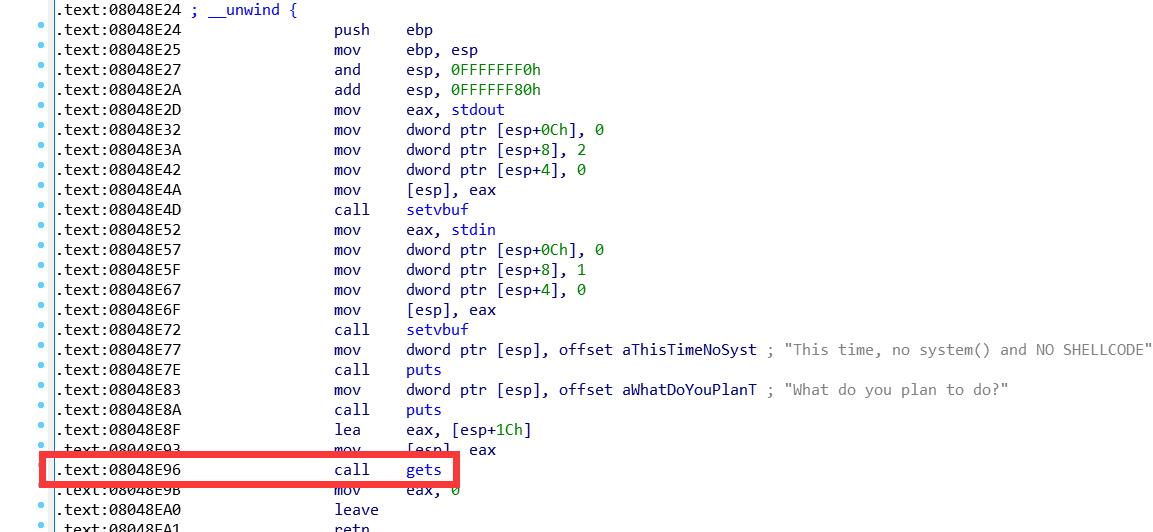 .text:08048E24 ; __unwind {
.text:08048E24 push ebp
.text:08048E25 mov ebp, esp
.text:08048E27 and esp, 0FFFFFFF0h
.text:08048E2A add esp, 0FFFFFF80h
.text:08048E2D mov eax, stdout
.text:08048E32 mov dword ptr [esp+0Ch], 0
.text:08048E3A mov dword ptr [esp+8], 2
.text:08048E42 mov dword ptr [esp+4], 0
.text:08048E4A mov [esp], eax
.text:08048E4D call setvbuf
.text:08048E52 mov eax, stdin
.text:08048E57 mov dword ptr [esp+0Ch], 0
.text:08048E5F mov dword ptr [esp+8], 1
.text:08048E67 mov dword ptr [esp+4], 0
.text:08048E6F mov [esp], eax
.text:08048E72 call setvbuf
.text:08048E77 mov dword ptr [esp], offset aThisTimeNoSyst ; "This time, no system() and NO SHELLCODE"
.text:08048E7E call puts
.text:08048E83 mov dword ptr [esp], offset aWhatDoYouPlanT ; "What do you plan to do?"
.text:08048E8A call puts
.text:08048E8F lea eax, [esp+1Ch]
.text:08048E93 mov [esp], eax
.text:08048E96 call gets
.text:08048E9B mov eax, 0
.text:08048EA0 leave
.text:08048EA1 retn